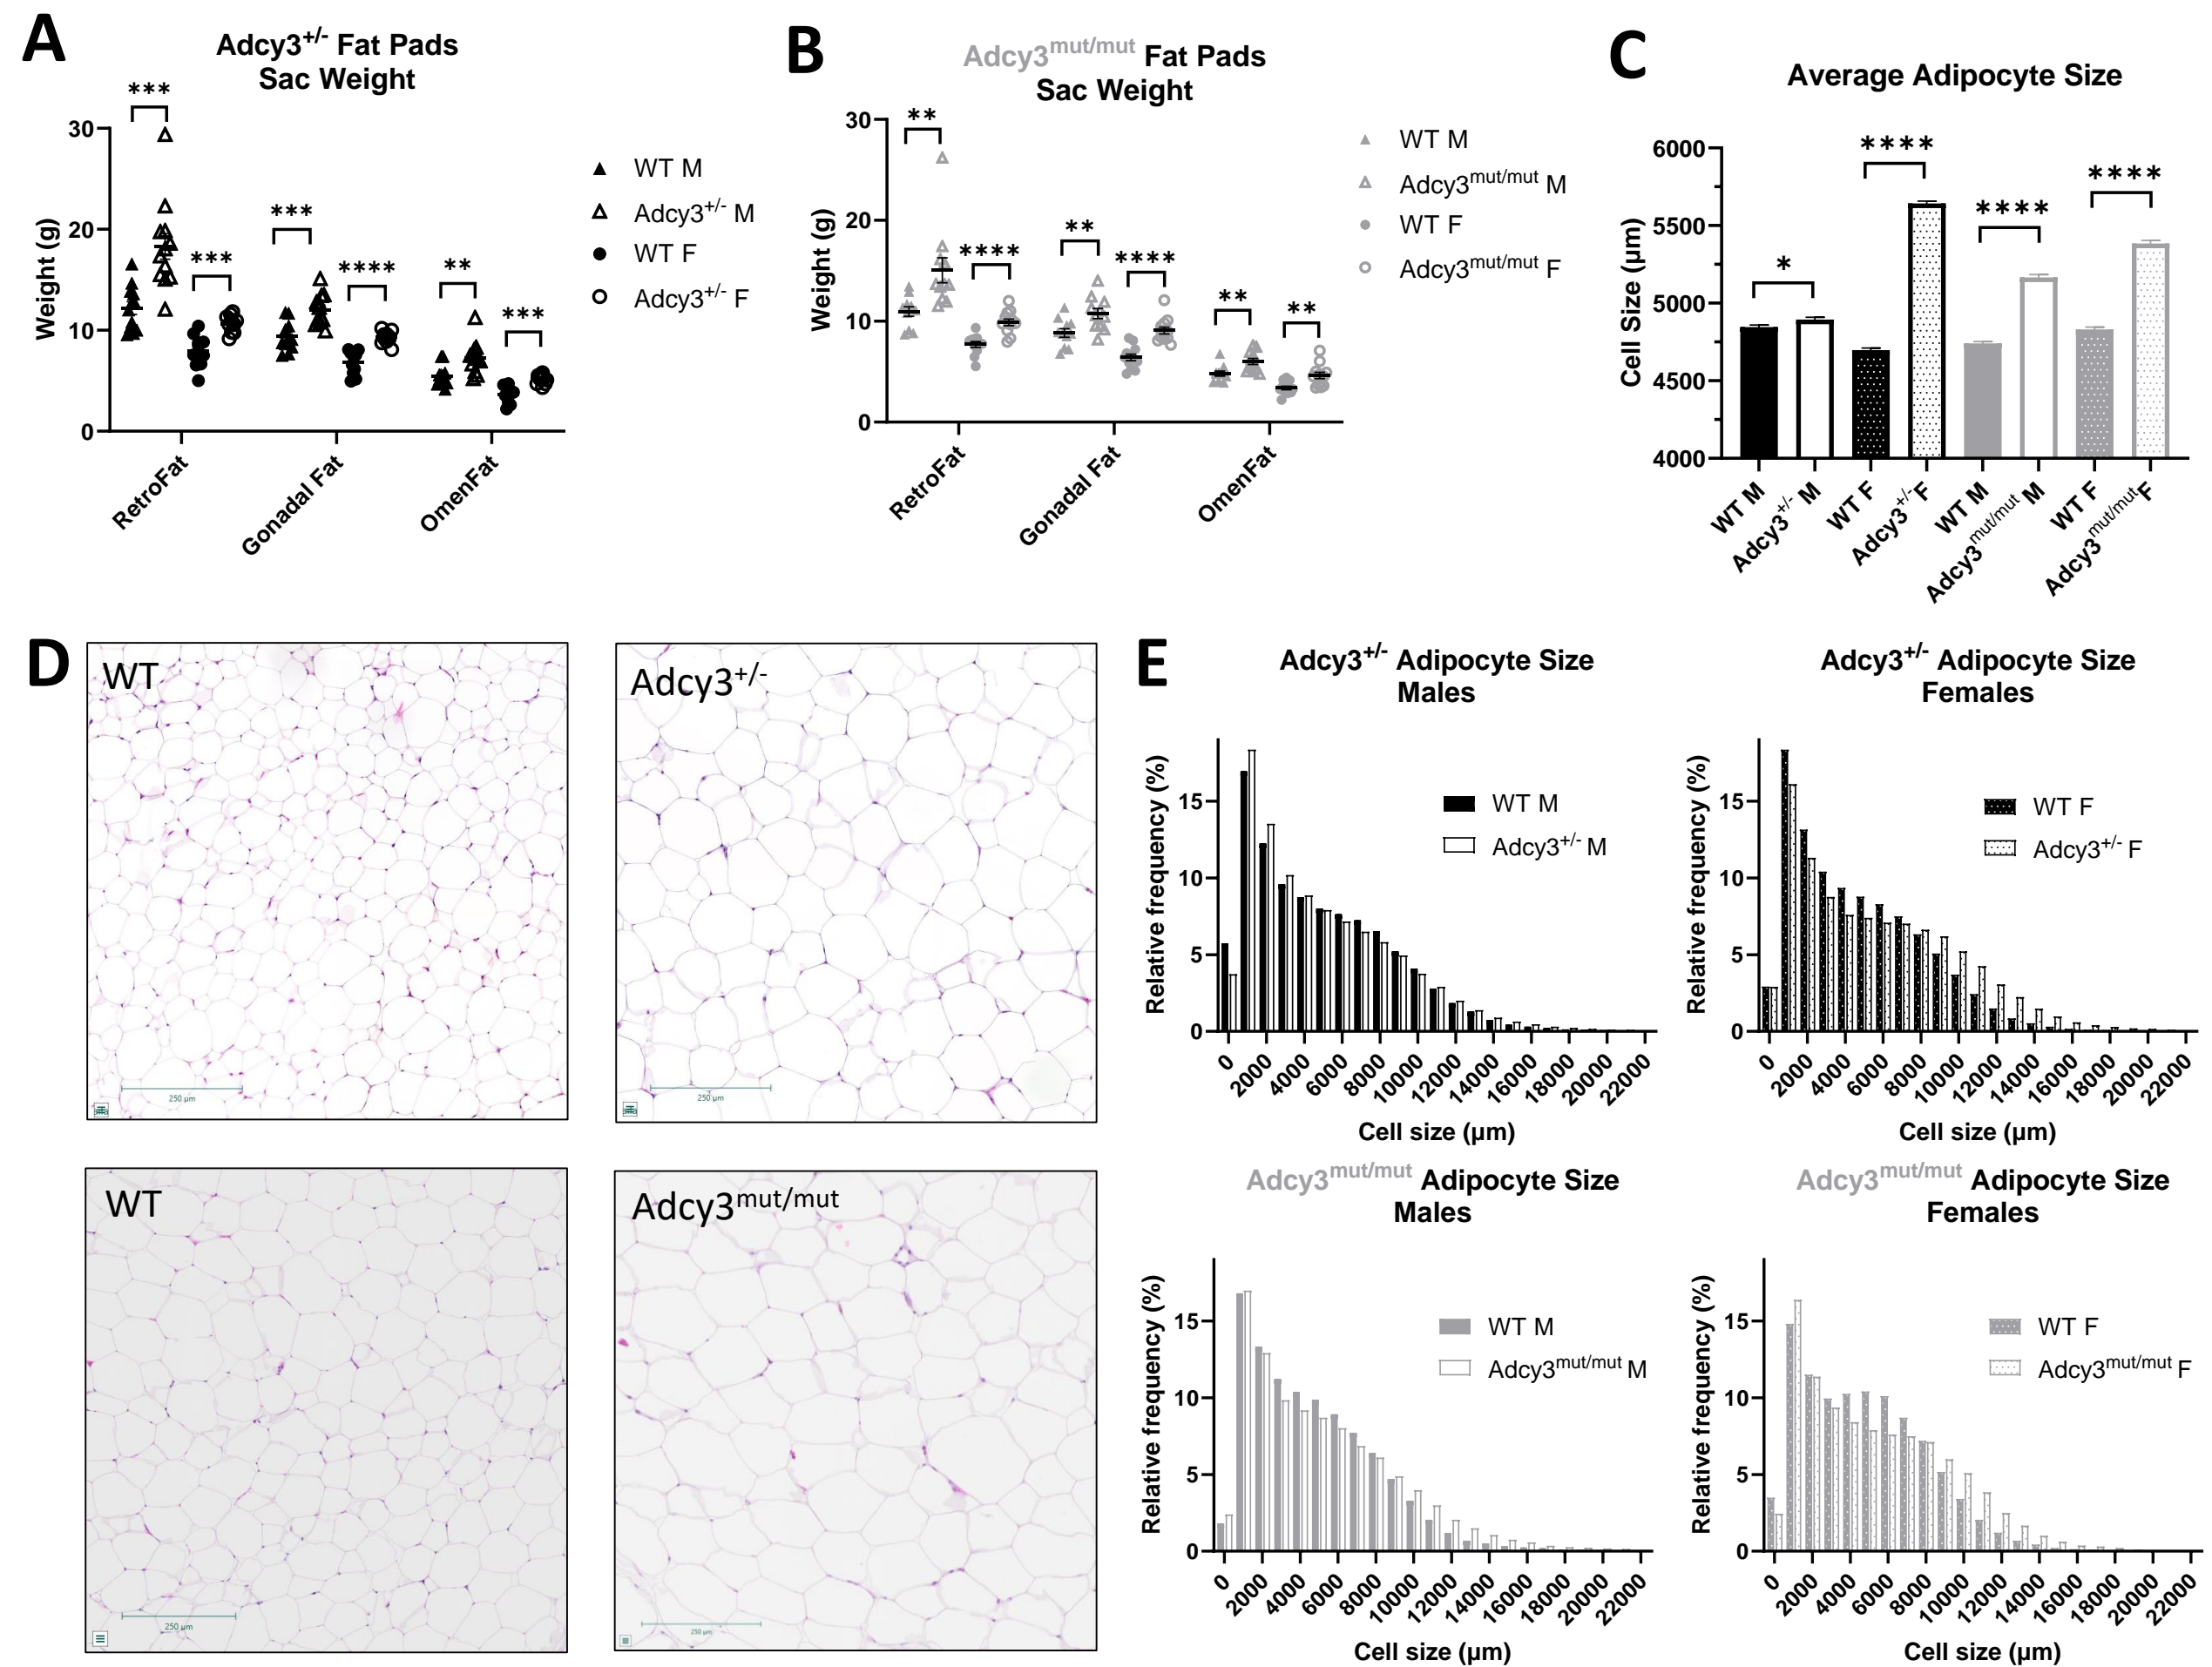 A
Adcy3+/- Fat Pads
Sac Weight
***
***
***
****
**
***
30
20
10
0
Weight (g)
RetroFat
Gonadal Fat
OmenFat
WT M
Adcy3+/- M
WT F
Adcy3+/- F
B
Adcy3mut/mut Fat Pads
Sac Weight
**
****
**
****
**
**
30
20
10
0
Weight (g)
RetroFat
Gonadal Fat
OmenFat
WT M
Adcy3mut/mut M
WT F
Adcy3mut/mut F
C
Average Adipocyte Size
*
****
****
****
6000
5500
5000
4500
4000
Cell Size (µm)
WT M
Adcy3+/- M
WT F
Adcy3+/- F
WT M
Adcy3mut/mut M
WT F
Adcy3mut/mut F
D
WT
250 µm
Adcy3+/-
250 µm
WT
250 µm
Adcy3mut/mut
250 µm
E
Adcy3+/- Adipocyte Size
Males
Relative frequency (%)
15
10
5
0
WT M
Adcy3+/- M
0 2000 4000 6000 8000 10000 12000 14000 16000 18000 20000 22000
Cell size (µm)
Adcy3+/- Adipocyte Size
Females
Relative frequency (%)
15
10
5
0
WT F
Adcy3+/- F
0 2000 4000 6000 8000 10000 12000 14000 16000 18000 20000 22000
Cell size (µm)
Adcy3mut/mut Adipocyte Size
Males
Relative frequency (%)
15
10
5
0
WT M
Adcy3mut/mut M
0 2000 4000 6000 8000 10000 12000 14000 16000 18000 20000 22000
Cell size (µm)
Adcy3mut/mut Adipocyte Size
Females
Relative frequency (%)
15
10
5
0
WT F
Adcy3mut/mut F
0 2000 4000 6000 8000 10000 12000 14000 16000 18000 20000 22000
Cell size (µm)